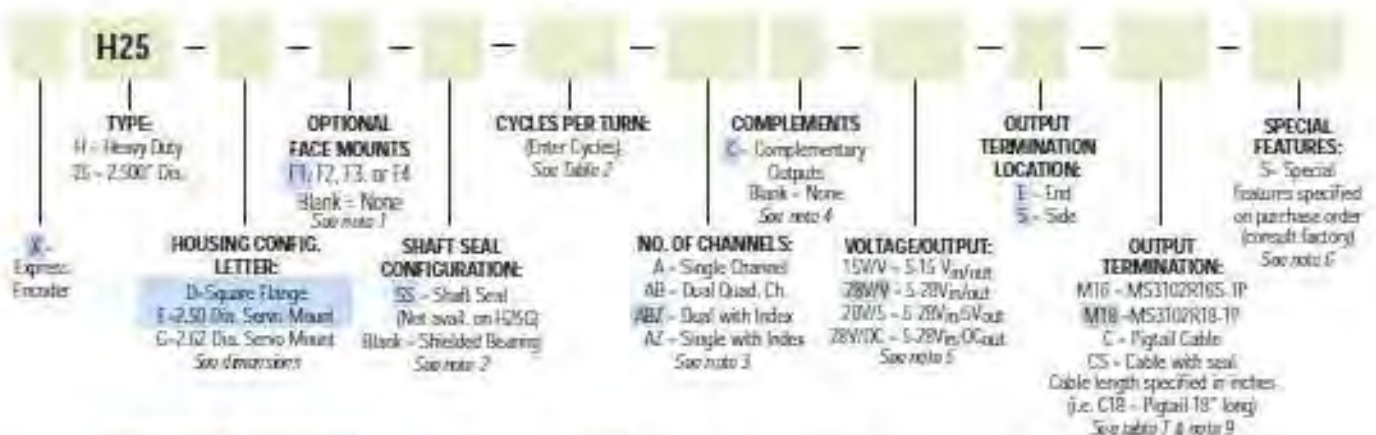 H25 – – – – – – – – –
TYPE:
H – Heavy Duty
25 – 2.500" Dia.
OPTIONAL
FACE MOUNTS
F1, F2, F3, or F4
Blank = None
See note 1
CYCLES PER TURN:
(Enter Cycles)
See Table 2
COMPLEMENTS
C – Complementary
Outputs
Blank – None
See note 4
OUTPUT
TERMINATION
LOCATION:
E – End
S – Side
SPECIAL
FEATURES:
S– Special
features specified
on purchase order
(consult factory)
See note 6
X –
Express
Encoder
HOUSING CONFIG.
LETTER:
D–Square Flange
E–2.50 Dia. Servo Mount
G–2.62 Dia. Servo Mount
See dimensions
SHAFT SEAL
CONFIGURATION:
SS – Shaft Seal
(Not avail. on H25G)
Blank – Shielded Bearing
See note 2
NO. OF CHANNELS:
A – Single Channel
AB – Dual Quad. Ch.
ABZ – Dual with Index
AZ – Single with Index
See note 3
VOLTAGE/OUTPUT:
15V/V – 5-15 Vin/out
28V/V – 5-28Vin/out
28V/5 – 5-28Vin/5Vout
28V/OC – 5-28Vin/OCout
See note 5
OUTPUT
TERMINATION:
M16 – MS3102R16S-1P
M18 –MS3102R18-1P
C – Pigtail Cable
CS – Cable with seal
Cable length specified in inches
(i.e. C18 – Pigtail 18" long)
See table 7 & note 9